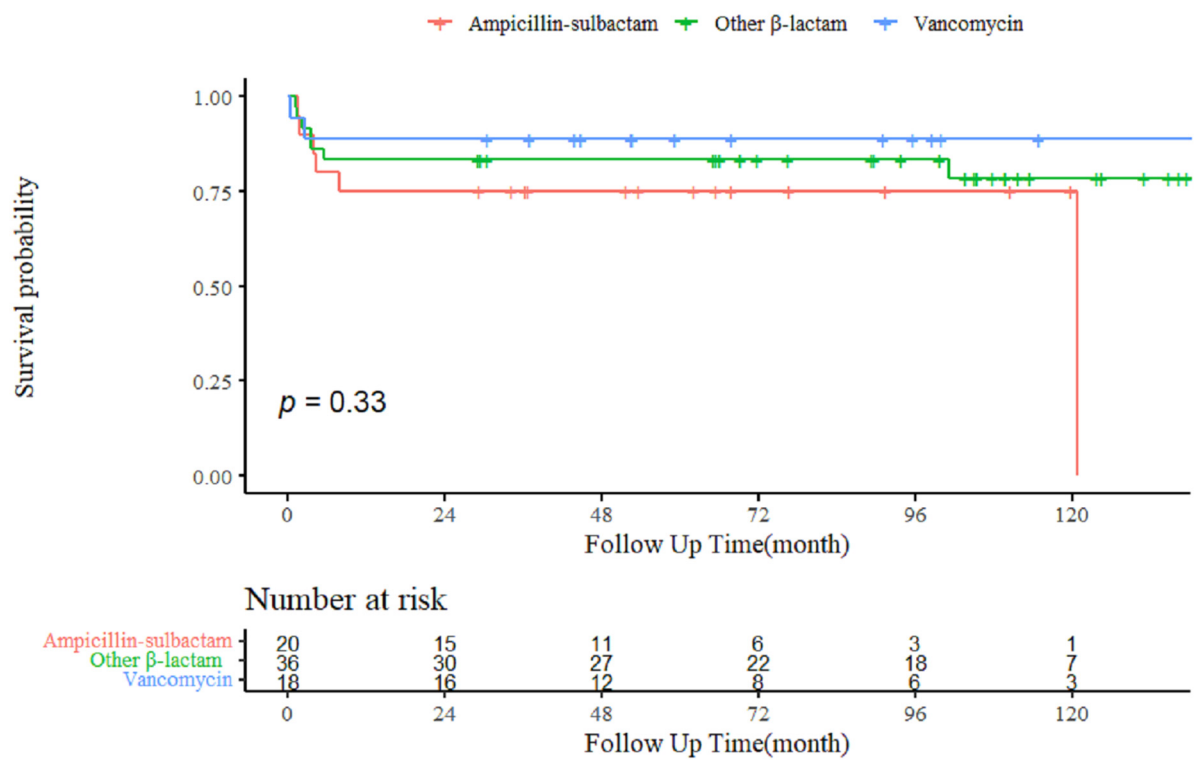 Ampicillin-sulbactam Other β-lactam Vancomycin
Survival probability
1.00
0.75
0.50
0.25
0.00
p = 0.33
0 24 48 72 96 120
Follow Up Time(month)
Number at risk
Ampicillin-sulbactam 20 15 11 6 3 1
Other β-lactam 36 30 27 22 18 7
Vancomycin 18 16 12 8 6 3
0 24 48 72 96 120
Follow Up Time(month)